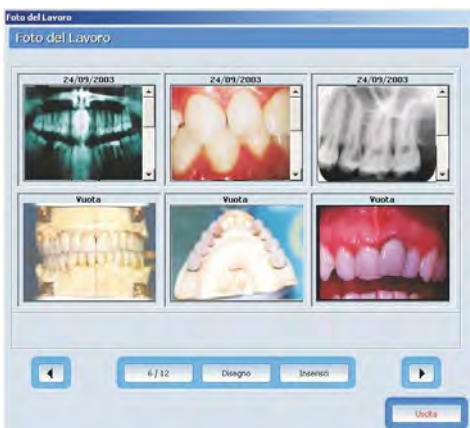 Foto del Lavoro
Foto del Lavoro
24/09/2003 24/09/2003 24/09/2003
Vuota Vuota Vuota
6 / 12 Disegno Inserisci
Uscita